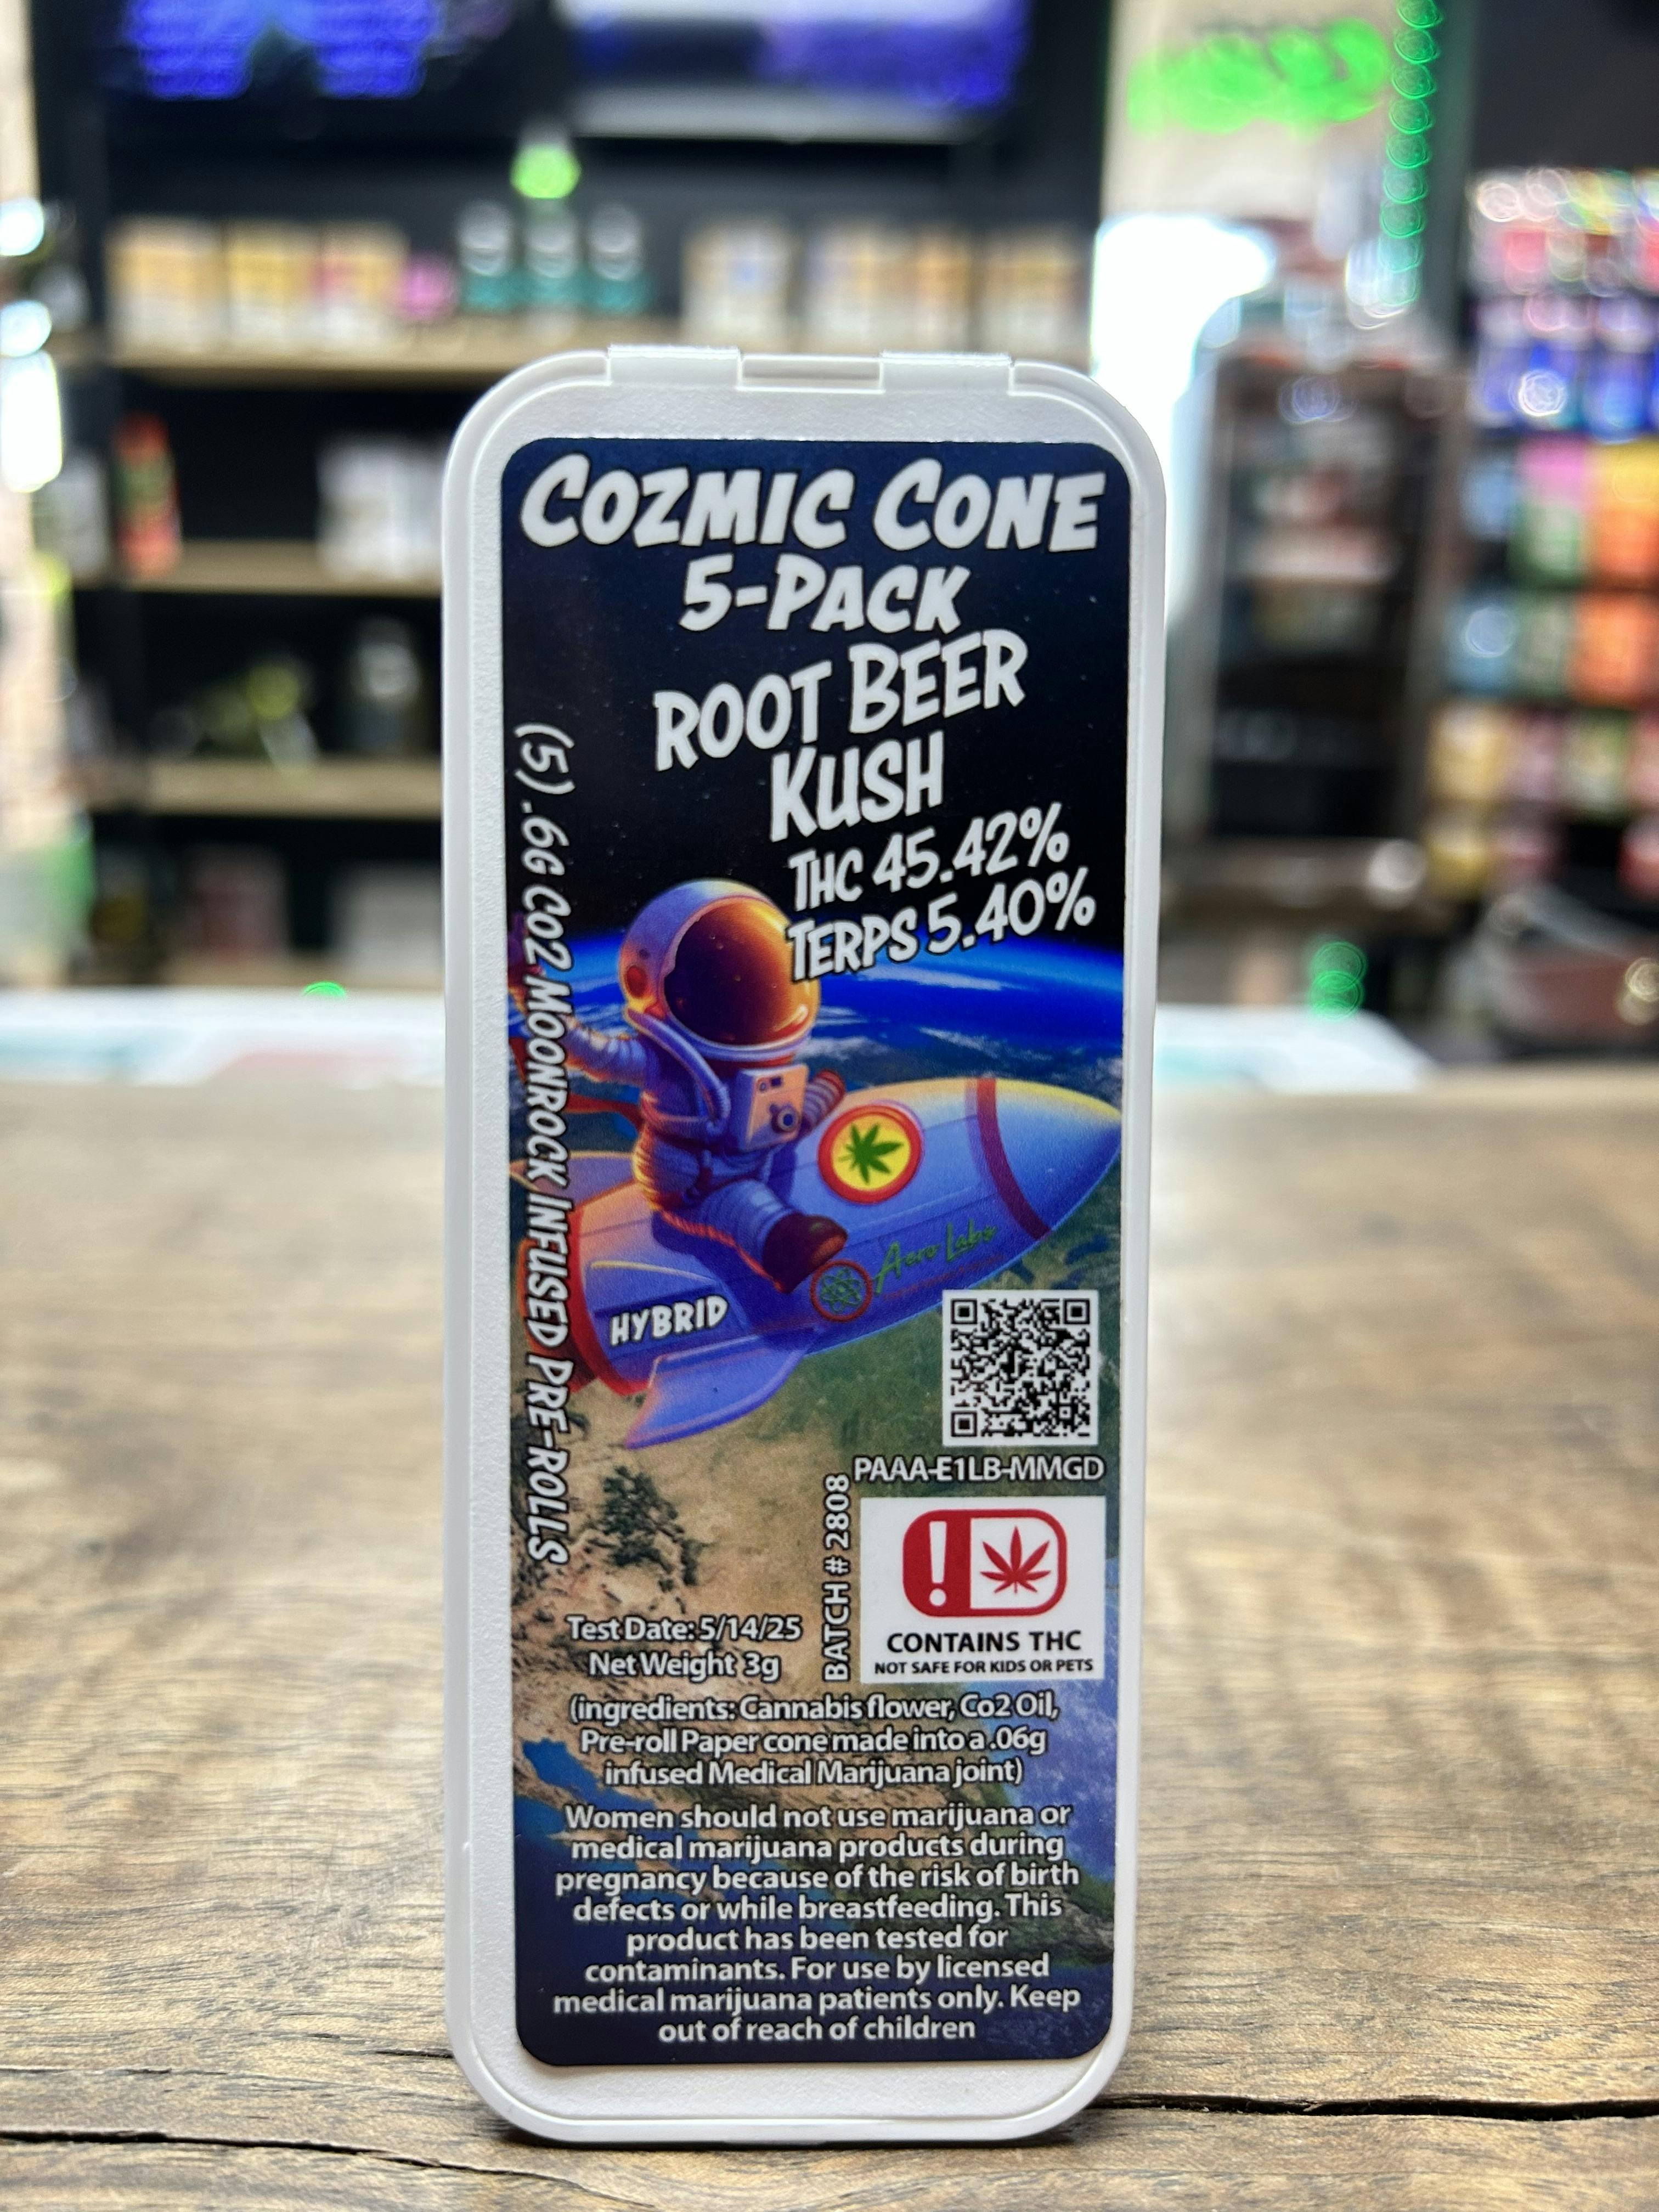 COZMIC CONE
5-PACK
ROOT BEER
KUSH
THC 45.42%
TERPS 5.40%
(5) .6G CO2 MOONROCK INFUSED PRE-ROLLS
Aero Labs
HYBRID
PAAA-E1LB-MMGD
BATCH # 2808
!
CONTAINS THC
NOT SAFE FOR KIDS OR PETS
Test Date: 5/14/25
Net Weight 3g
(ingredients: Cannabis flower, Co2 Oil,
Pre-roll Paper cone made into a .06g
infused Medical Marijuana joint)
Women should not use marijuana or
medical marijuana products during
pregnancy because of the risk of birth
defects or while breastfeeding. This
product has been tested for
contaminants. For use by licensed
medical marijuana patients only. Keep
out of reach of children